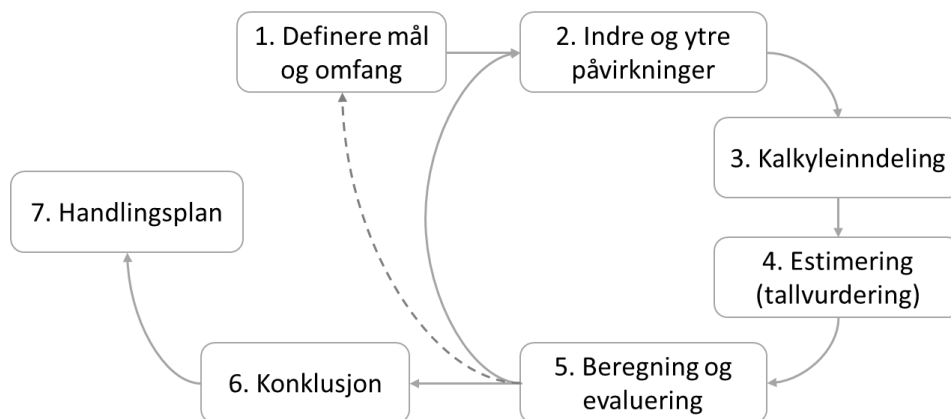 1. Definere mål
og omfang
2. Indre og ytre
påvirkninger
3. Kalkyleinndeling
4. Estimering
(tallvurdering)
5. Beregning og
evaluering
6. Konklusjon
7. Handlingsplan